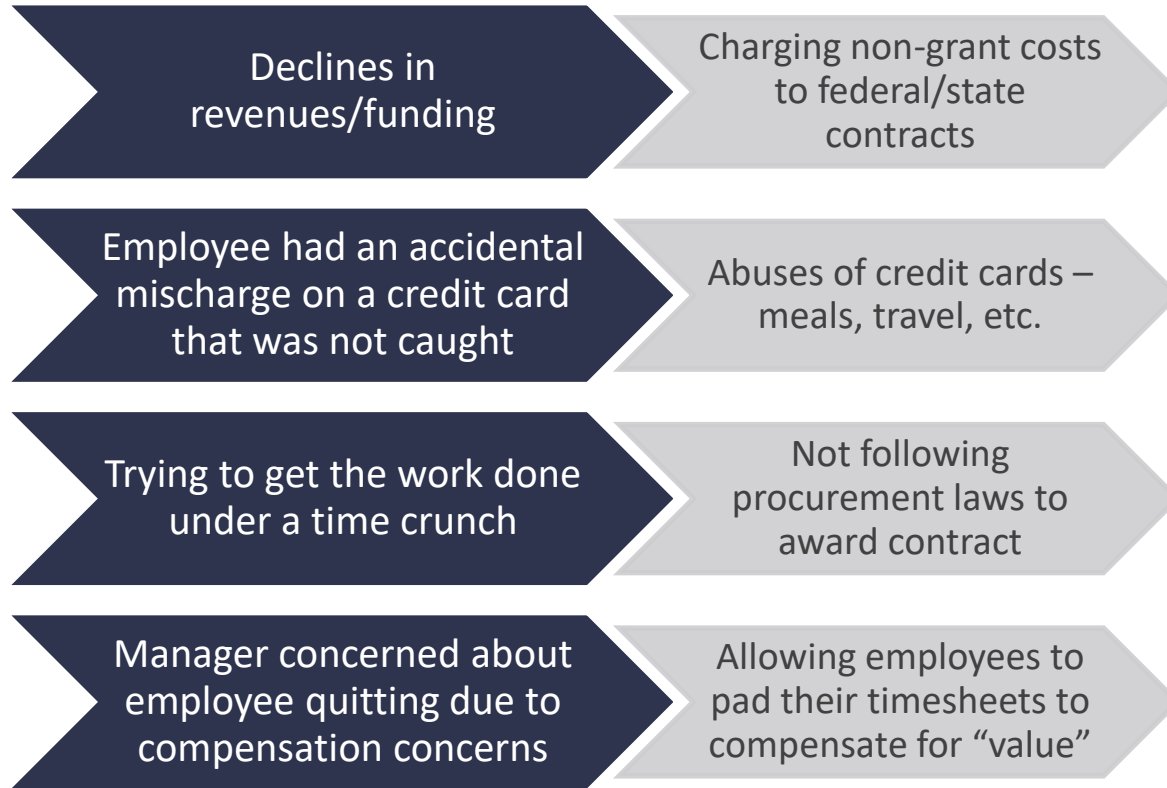 Declines in
revenues/funding
Charging non-grant costs
to federal/state
contracts
Employee had an accidental
mischarge on a credit card
that was not caught
Abuses of credit cards –
meals, travel, etc.
Trying to get the work done
under a time crunch
Not following
procurement laws to
award contract
Manager concerned about
employee quitting due to
compensation concerns
Allowing employees to
pad their timesheets to
compensate for “value”